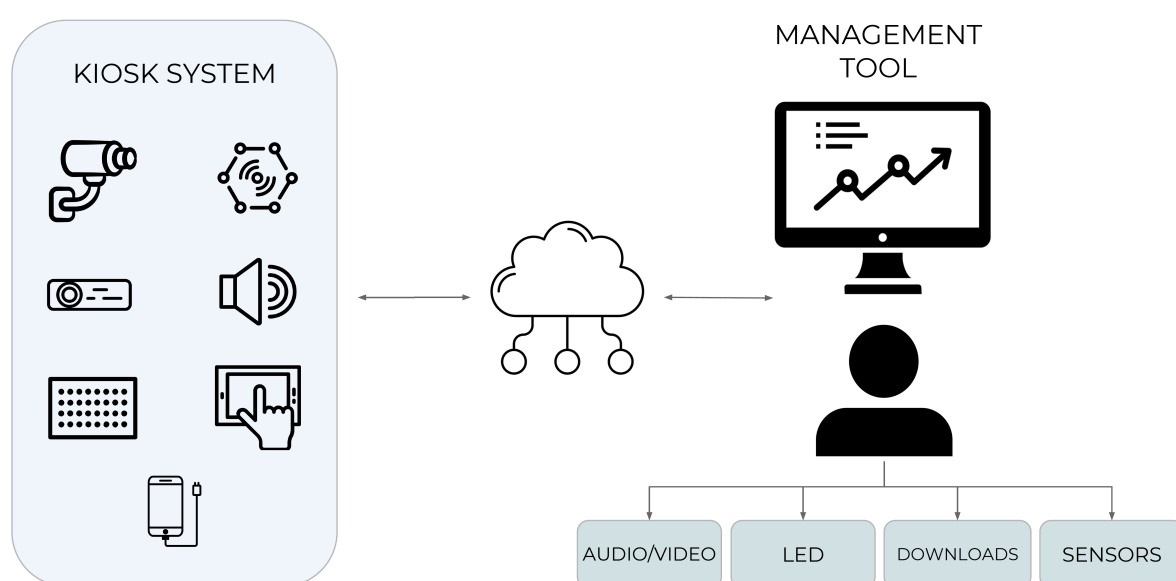 KIOSK SYSTEM
MANAGEMENT
TOOL
AUDIO/VIDEO
LED
DOWNLOADS
SENSORS